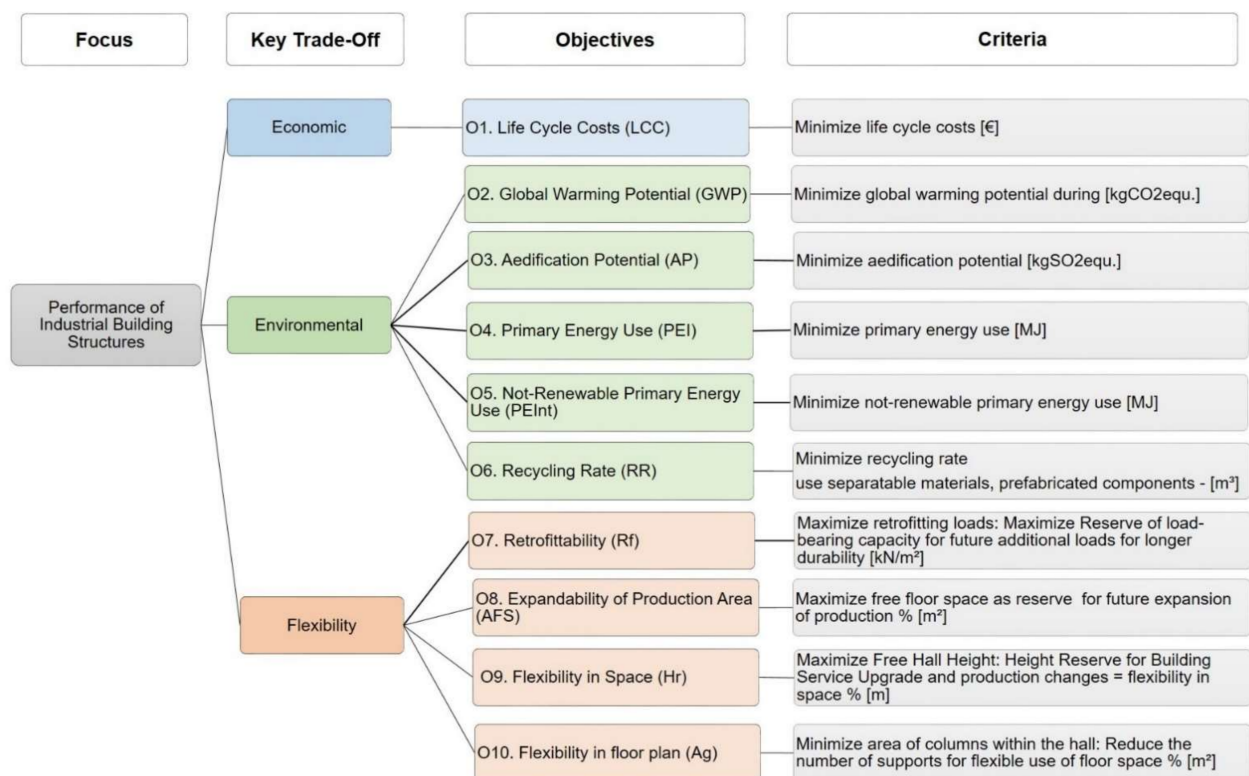 Focus
Key Trade-Off
Objectives
Criteria
Performance of
Industrial Building
Structures
Economic
O1. Life Cycle Costs (LCC)
Minimize life cycle costs [€]
Environmental
O2. Global Warming Potential (GWP)
Minimize global warming potential during [kgCO2equ.]
O3. Aedification Potential (AP)
Minimize aedification potential [kgSO2equ.]
O4. Primary Energy Use (PEI)
Minimize primary energy use [MJ]
O5. Not-Renewable Primary Energy
Use (PEInt)
Minimize not-renewable primary energy use [MJ]
O6. Recycling Rate (RR)
Minimize recycling rate
use separatable materials, prefabricated components - [m³]
Flexibility
O7. Retrofittability (Rf)
Maximize retrofitting loads: Maximize Reserve of load-
bearing capacity for future additional loads for longer
durability [kN/m²]
O8. Expandability of Production Area
(AFS)
Maximize free floor space as reserve for future expansion
of production % [m²]
O9. Flexibility in Space (Hr)
Maximize Free Hall Height: Height Reserve for Building
Service Upgrade and production changes = flexibility in
space % [m]
O10. Flexibility in floor plan (Ag)
Minimize area of columns within the hall: Reduce the
number of supports for flexible use of floor space % [m²]